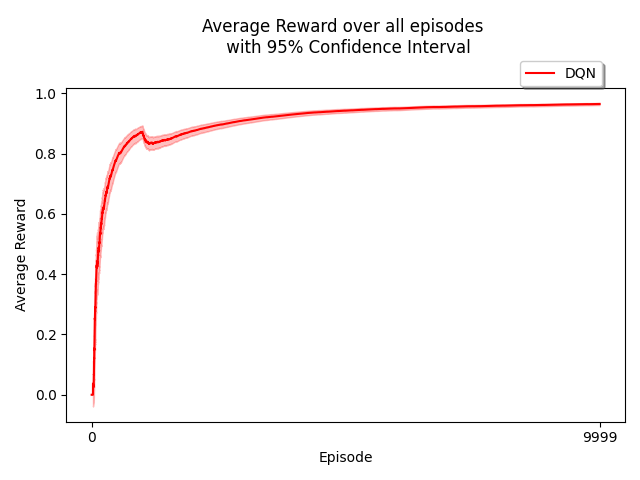 Average Reward over all episodes
with 95% Confidence Interval
DQN
1.0
0.8
0.6
0.4
0.2
0.0
Average Reward
0
9999
Episode